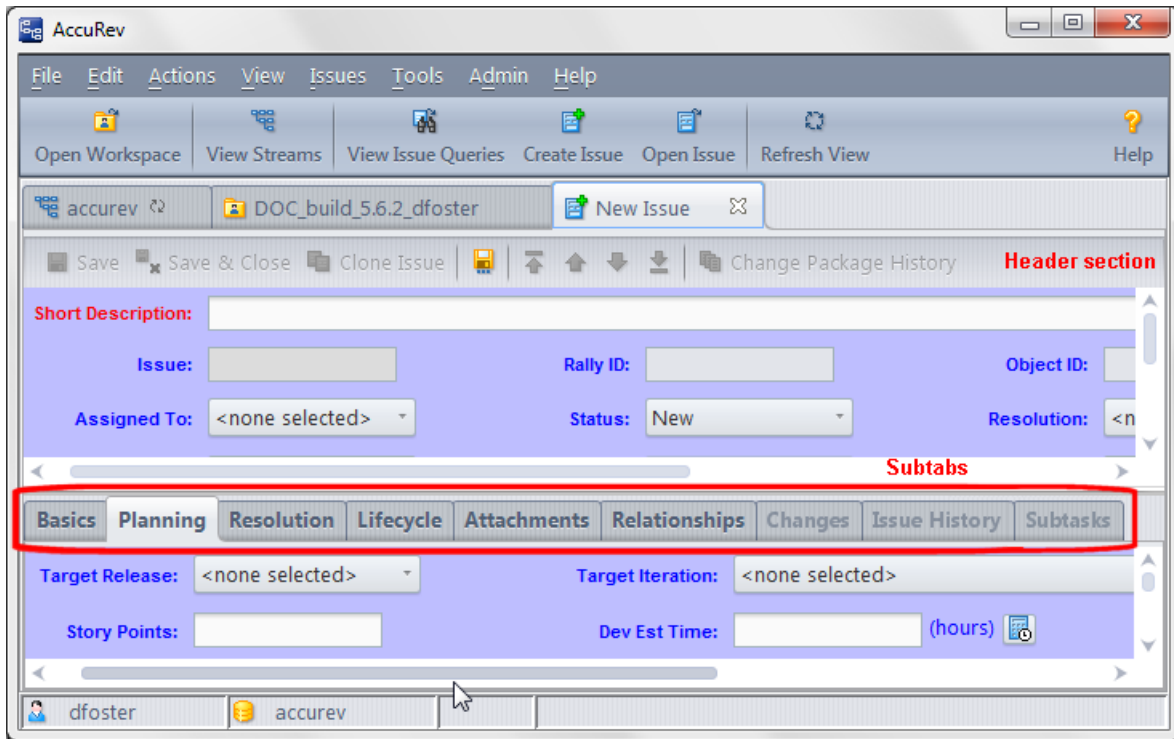 AccuRev
File Edit Actions View Issues Tools Admin Help
Open Workspace View Streams View Issue Queries Create Issue Open Issue Refresh View Help
accurev DOC_build_5.6.2_dfoster New Issue
Save Save & Close Clone Issue Change Package History Header section
Short Description:
Issue: Rally ID: Object ID:
Assigned To: <none selected> Status: New Resolution: <n
Subtabs
Basics Planning Resolution Lifecycle Attachments Relationships Changes Issue History Subtasks
Target Release: <none selected> Target Iteration: <none selected>
Story Points: Dev Est Time: (hours)
dfoster accurev